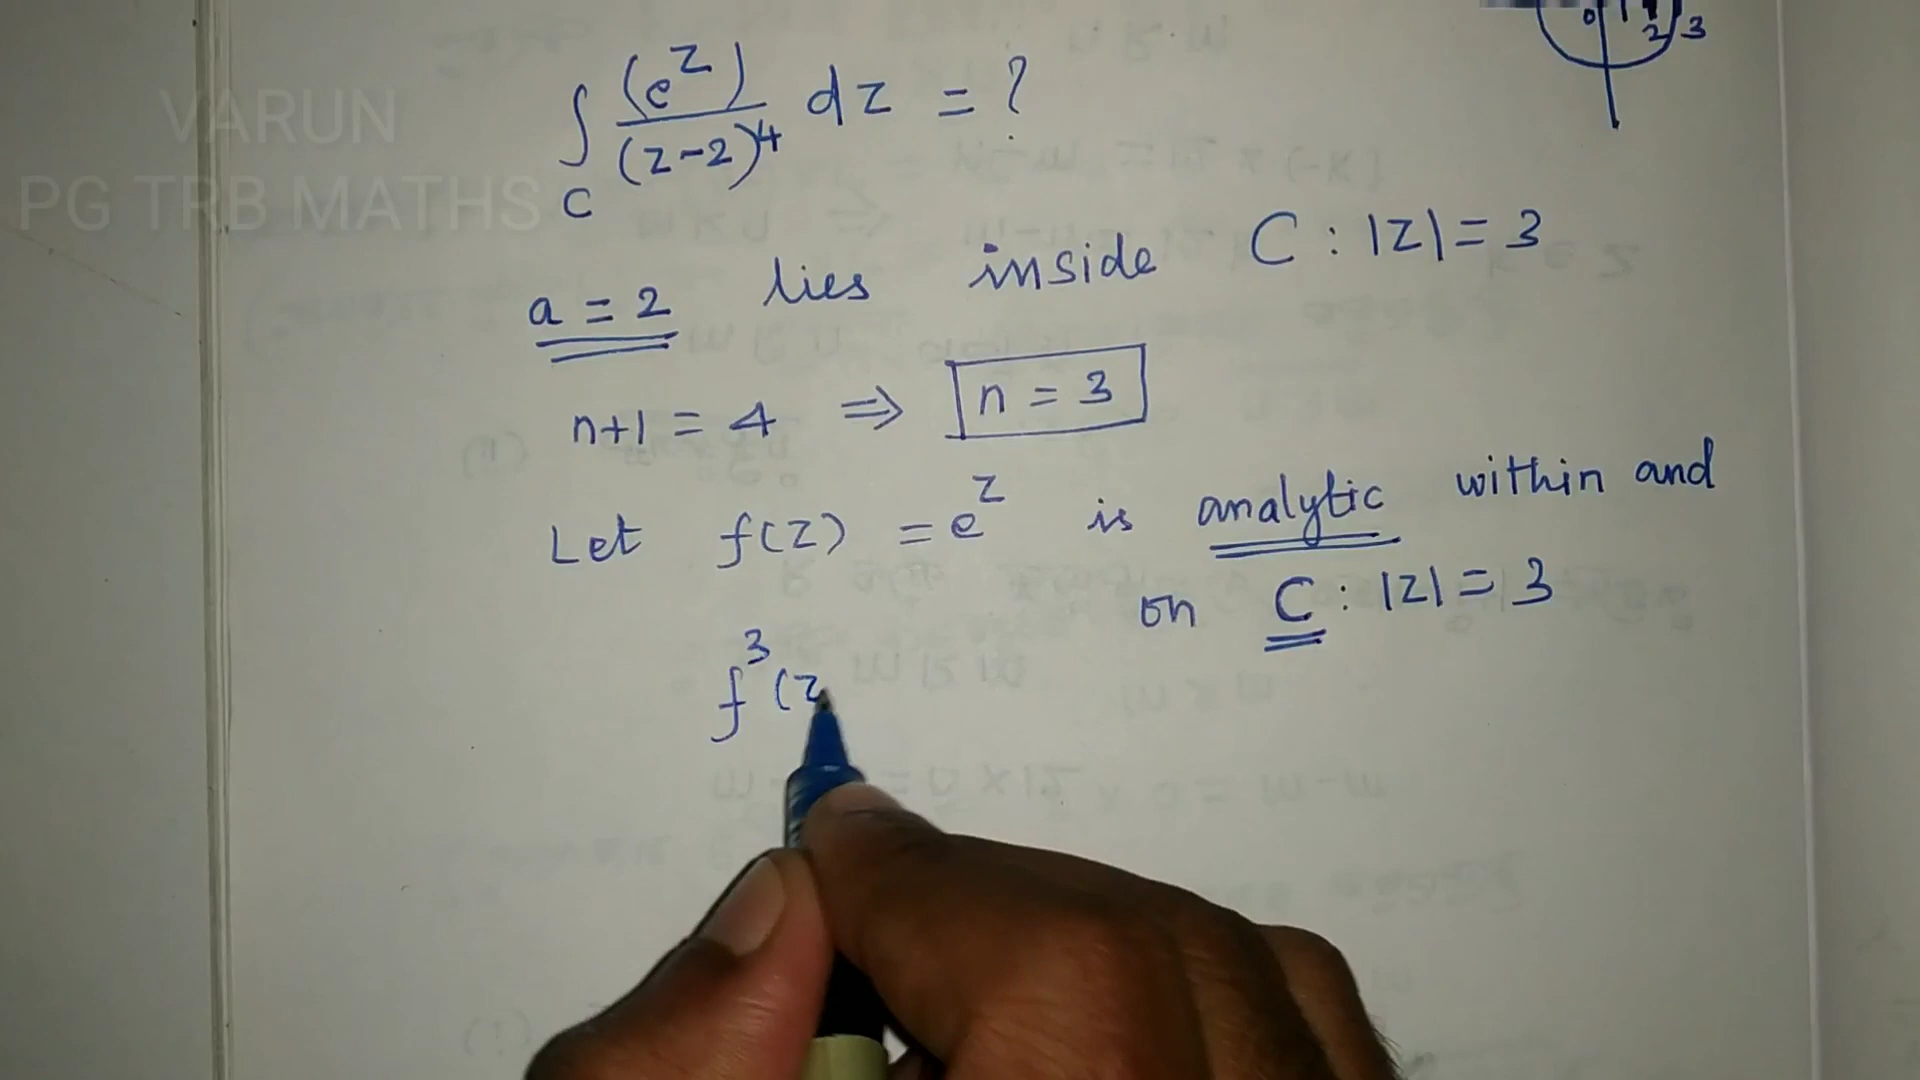 0 1 2 3
∫_C (e^z)/(z-2)^4 dz = ?
VARUN
PG TRB MATHS
a = 2 lies inside C : |z| = 3
n+1 = 4 ⇒ n = 3
Let f(z) = e^z is analytic within and
on C : |z| = 3
f^3(z